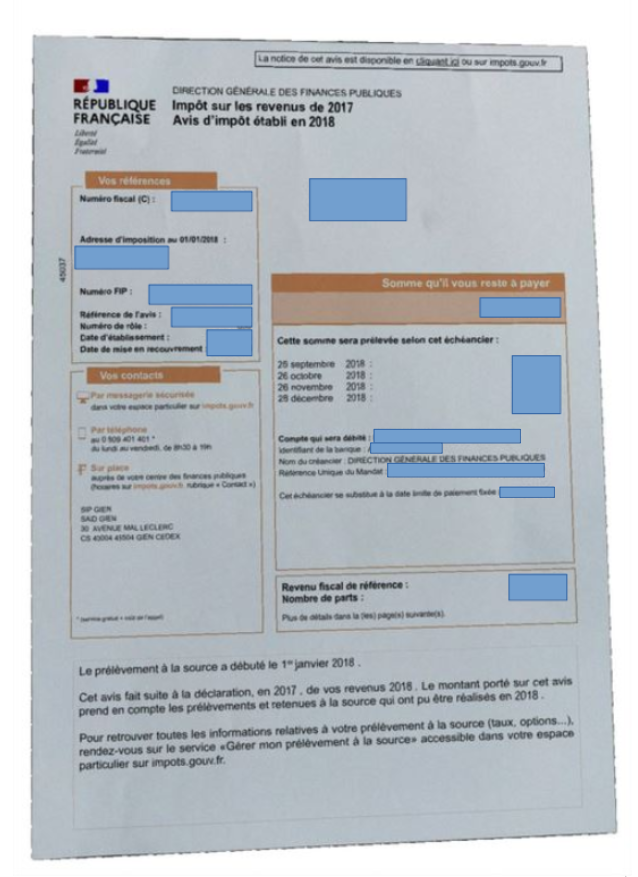 La notice de cet avis est disponible en cliquant ici ou sur impots.gouv.fr
DIRECTION GÉNÉRALE DES FINANCES PUBLIQUES
RÉPUBLIQUE
FRANÇAISE
Liberté
Égalité
Fraternité
Impôt sur les revenus de 2017
Avis d'impôt établi en 2018
Vos références
Numéro fiscal (C) :
Adresse d'imposition au 01/01/2018 :
45037
Numéro FIP :
Référence de l'avis :
Numéro de rôle :
Date d'établissement :
Date de mise en recouvrement :
Vos contacts
Par messagerie sécurisée
dans votre espace particulier sur impots.gouv.fr
Par téléphone
au 0 809 401 401 *
du lundi au vendredi, de 8h30 à 19h
Sur place
auprès de votre centre des finances publiques
(horaires sur impots.gouv.fr, rubrique « Contact »)
SIP GIEN
SAID GIEN
30 AVENUE MAL LECLERC
CS 45504 GIEN CEDEX
* (service gratuit + coût de l'appel)
Somme qu'il vous reste à payer
Cette somme sera prélevée selon cet échéancier :
25 septembre 2018 :
26 octobre 2018 :
26 novembre 2018 :
28 décembre 2018 :
Compte qui sera débité :
Identifiant de la banque :
Nom du créancier : DIRECTION GÉNÉRALE DES FINANCES PUBLIQUES
Référence Unique du Mandat :
Cet échéancier se substitue à la date limite de paiement fixée
Revenu fiscal de référence :
Nombre de parts :
Plus de détails dans la (les) page(s) suivante(s).
Le prélèvement à la source a débuté le 1er janvier 2018 .
Cet avis fait suite à la déclaration, en 2017 , de vos revenus 2016 . Le montant porté sur cet avis
prend en compte les prélèvements et retenues à la source qui ont pu être réalisés en 2018 .
Pour retrouver toutes les informations relatives à votre prélèvement à la source (taux, options...),
rendez-vous sur le service «Gérer mon prélèvement à la source» accessible dans votre espace
particulier sur impots.gouv.fr.